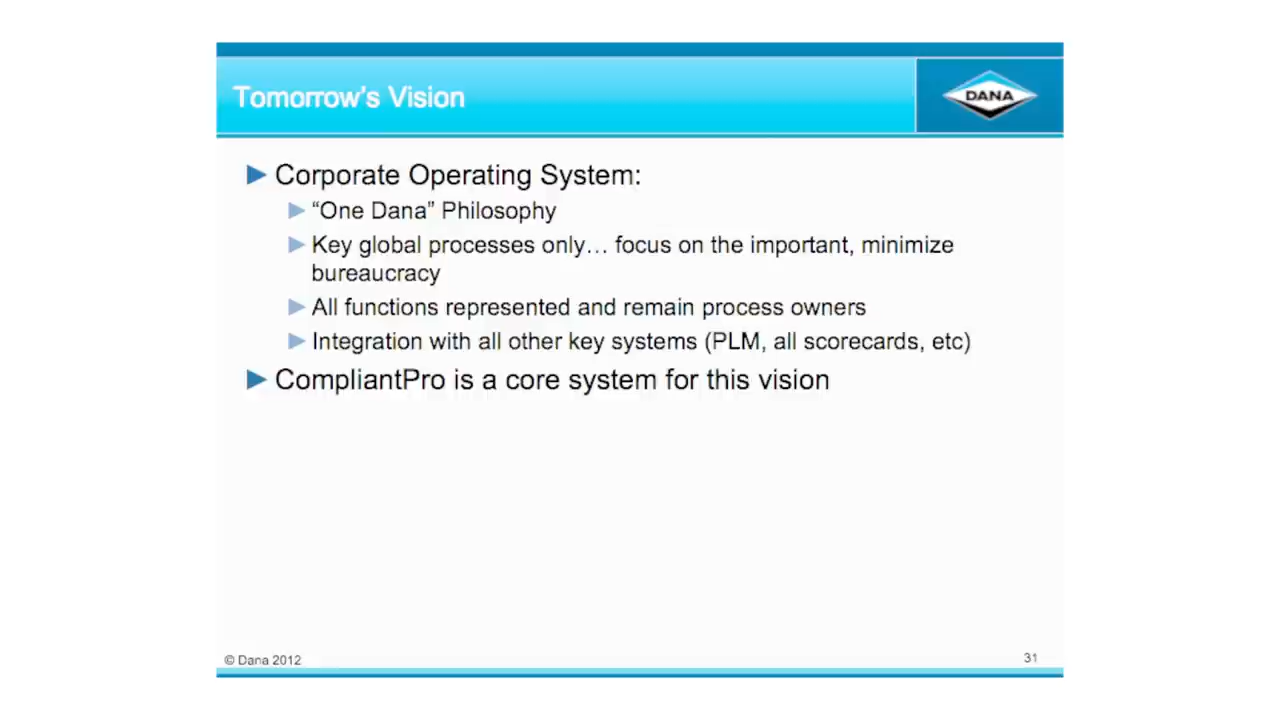 Tomorrow's Vision
DANA
Corporate Operating System:
“One Dana” Philosophy
Key global processes only… focus on the important, minimize
bureaucracy
All functions represented and remain process owners
Integration with all other key systems (PLM, all scorecards, etc)
CompliantPro is a core system for this vision
© Dana 2012
31